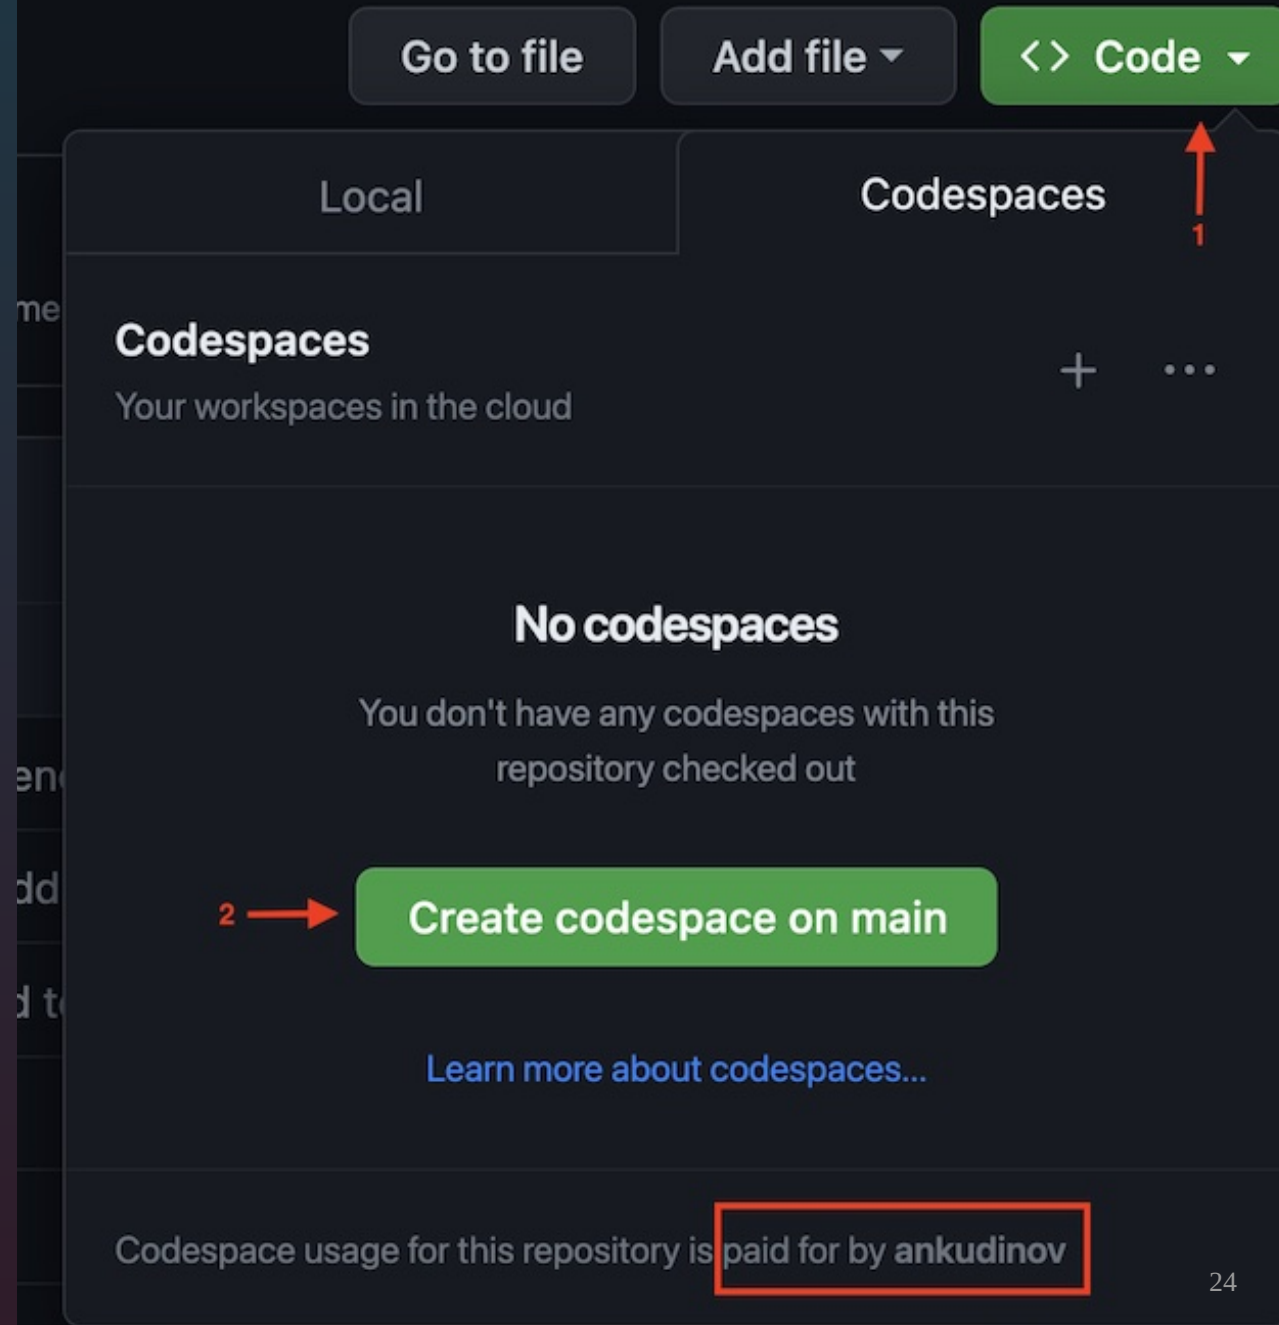 Go to file
Add file
<> Code
Local
Codespaces
1
me
Codespaces
Your workspaces in the cloud
No codespaces
You don't have any codespaces with this
repository checked out
2
Create codespace on main
Learn more about codespaces...
Codespace usage for this repository is paid for by ankudinov
24